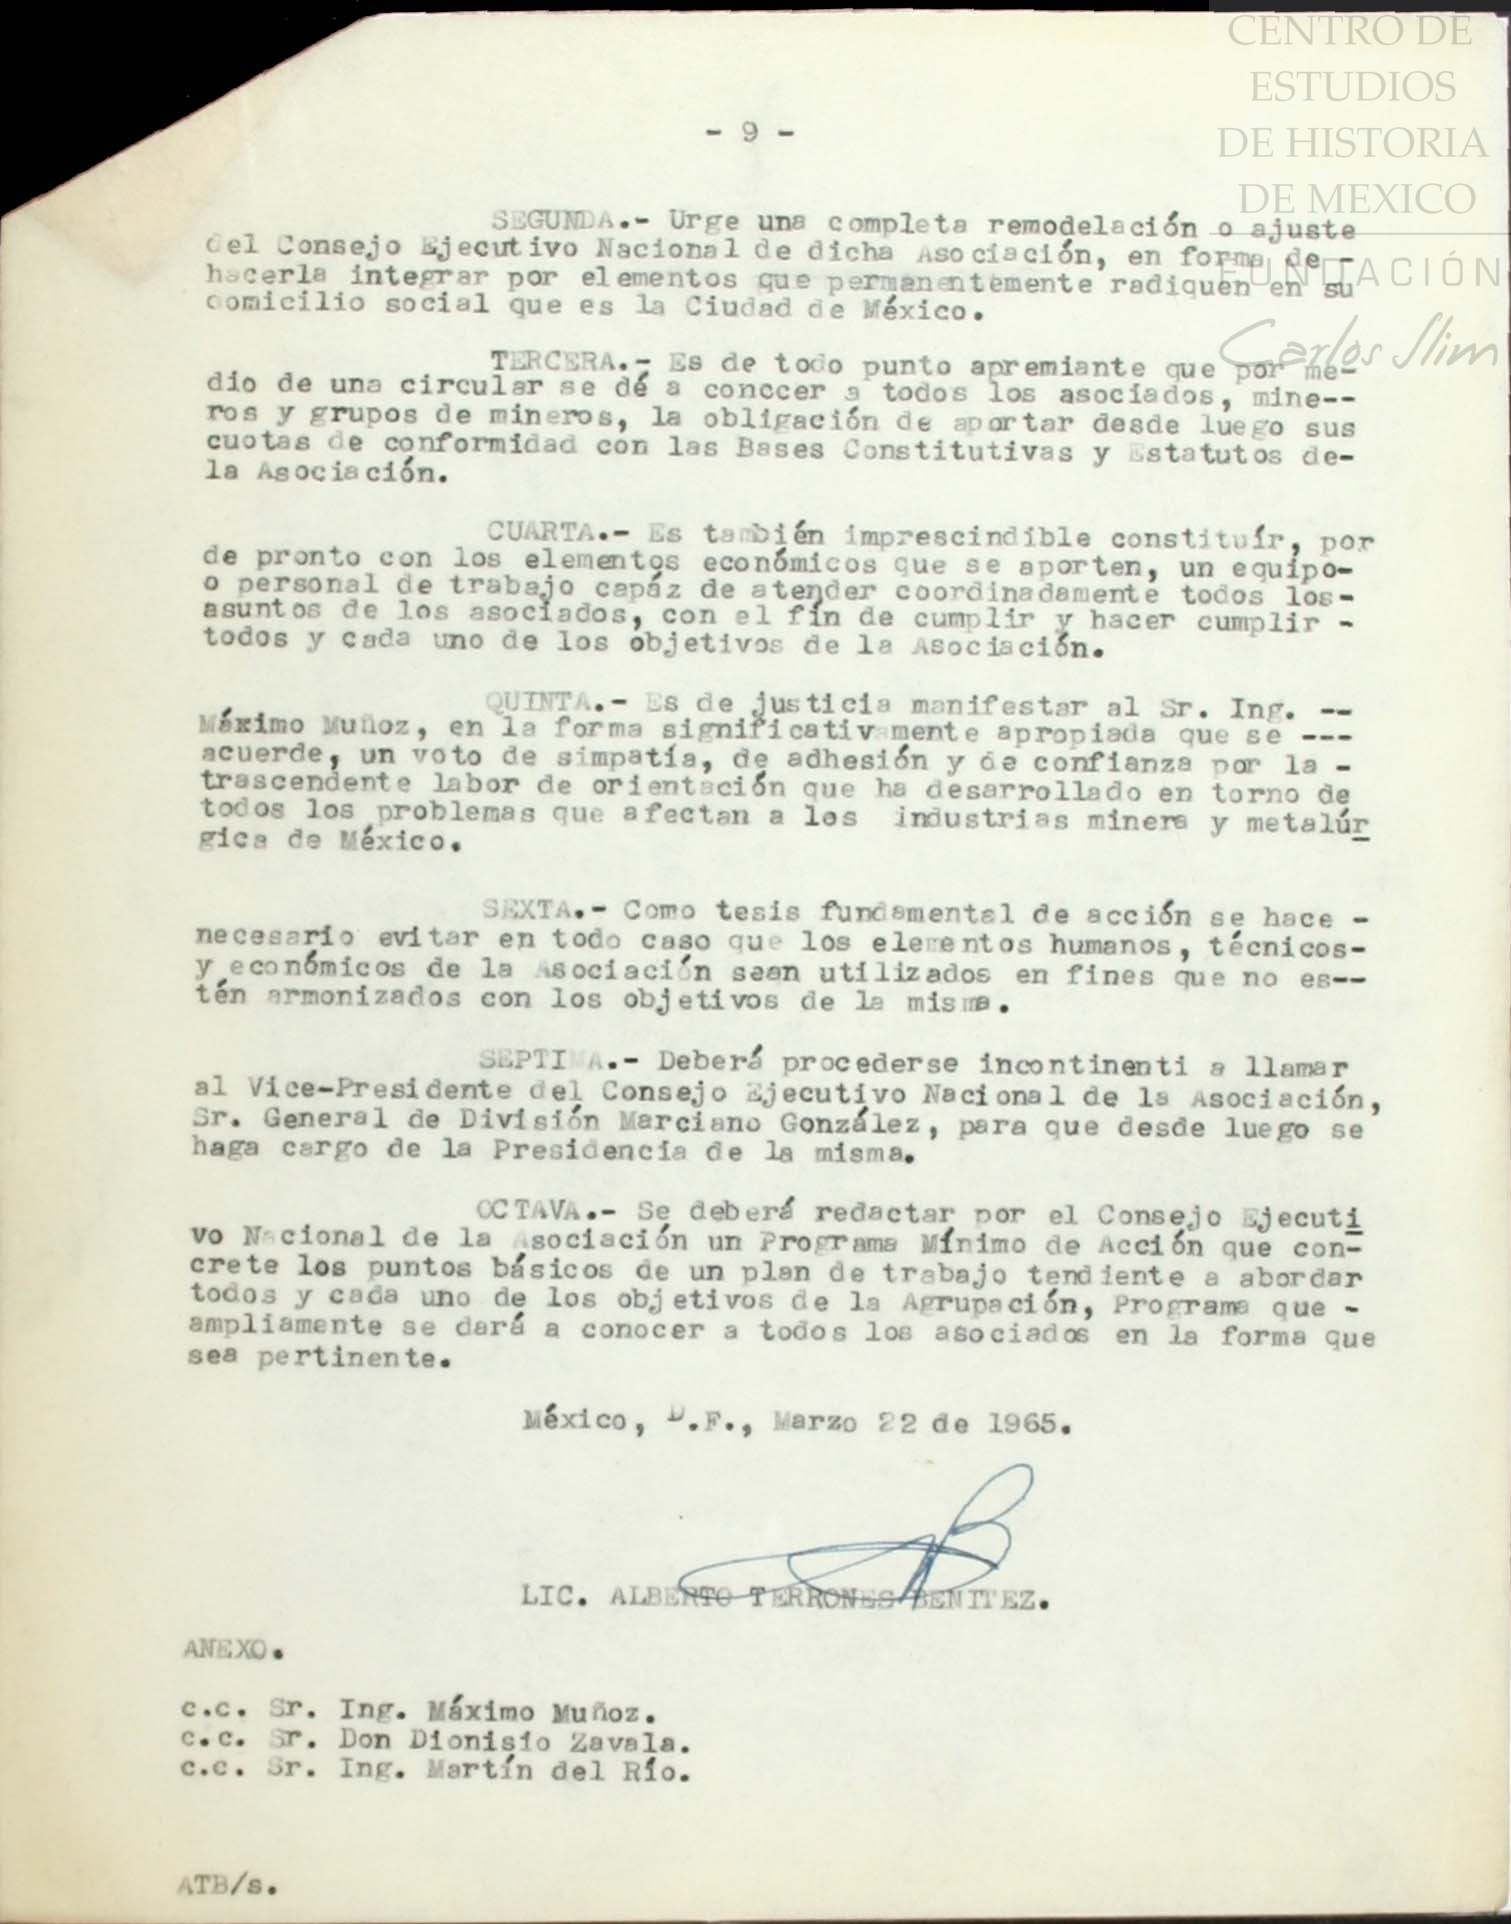 CENTRO DE
ESTUDIOS
DE HISTORIA
DE MEXICO
FUNDACIÓN
Carlos Slim
- 9 -
SEGUNDA.- Urge una completa remodelación o ajuste
del Consejo Ejecutivo Nacional de dicha Asociación, en forma de -
hacerla integrar por elementos que permanentemente radiquen en su
domicilio social que es la Ciudad de México.
TERCERA.- Es de todo punto apremiante que por me-
dio de una circular se dé a conocer a todos los asociados, mine--
ros y grupos de mineros, la obligación de aportar desde luego sus
cuotas de conformidad con las Bases Constitutivas y Estatutos de-
la Asociación.
CUARTA.- Es también imprescindible constituír, por
de pronto con los elementos económicos que se aporten, un equipo-
o personal de trabajo capáz de atender coordinadamente todos los-
asuntos de los asociados, con el fín de cumplir y hacer cumplir -
todos y cada uno de los objetivos de la Asociación.
QUINTA.- Es de justicia manifestar al Sr. Ing. --
Máximo Muñoz, en la forma significativamente apropiada que se ---
acuerde, un voto de simpatía, de adhesión y de confianza por la -
trascendente labor de orientación que ha desarrollado en torno de
todos los problemas que afectan a las industrias minera y metalúr
gica de México.
SEXTA.- Como tesis fundamental de acción se hace -
necesario evitar en todo caso que los elementos humanos, técnicos-
y económicos de la Asociación sean utilizados en fines que no es--
tén armonizados con los objetivos de la misma.
SEPTIMA.- Deberá procederse incontinenti a llamar
al Vice-Presidente del Consejo Ejecutivo Nacional de la Asociación,
Sr. General de División Marciano González, para que desde luego se
haga cargo de la Presidencia de la misma.
OCTAVA.- Se deberá redactar por el Consejo Ejecuti
vo Nacional de la Asociación un Programa Mínimo de Acción que con-
crete los puntos básicos de un plan de trabajo tendiente a abordar
todos y cada uno de los objetivos de la Agrupación, Programa que -
ampliamente se dará a conocer a todos los asociados en la forma que
sea pertinente.
México, D.F., Marzo 22 de 1965.
LIC. ALBERTO TERRONES BENITEZ.
ANEXO.
c.c. Sr. Ing. Máximo Muñoz.
c.c. Sr. Don Dionisio Zavala.
c.c. Sr. Ing. Martín del Río.
ATB/s.